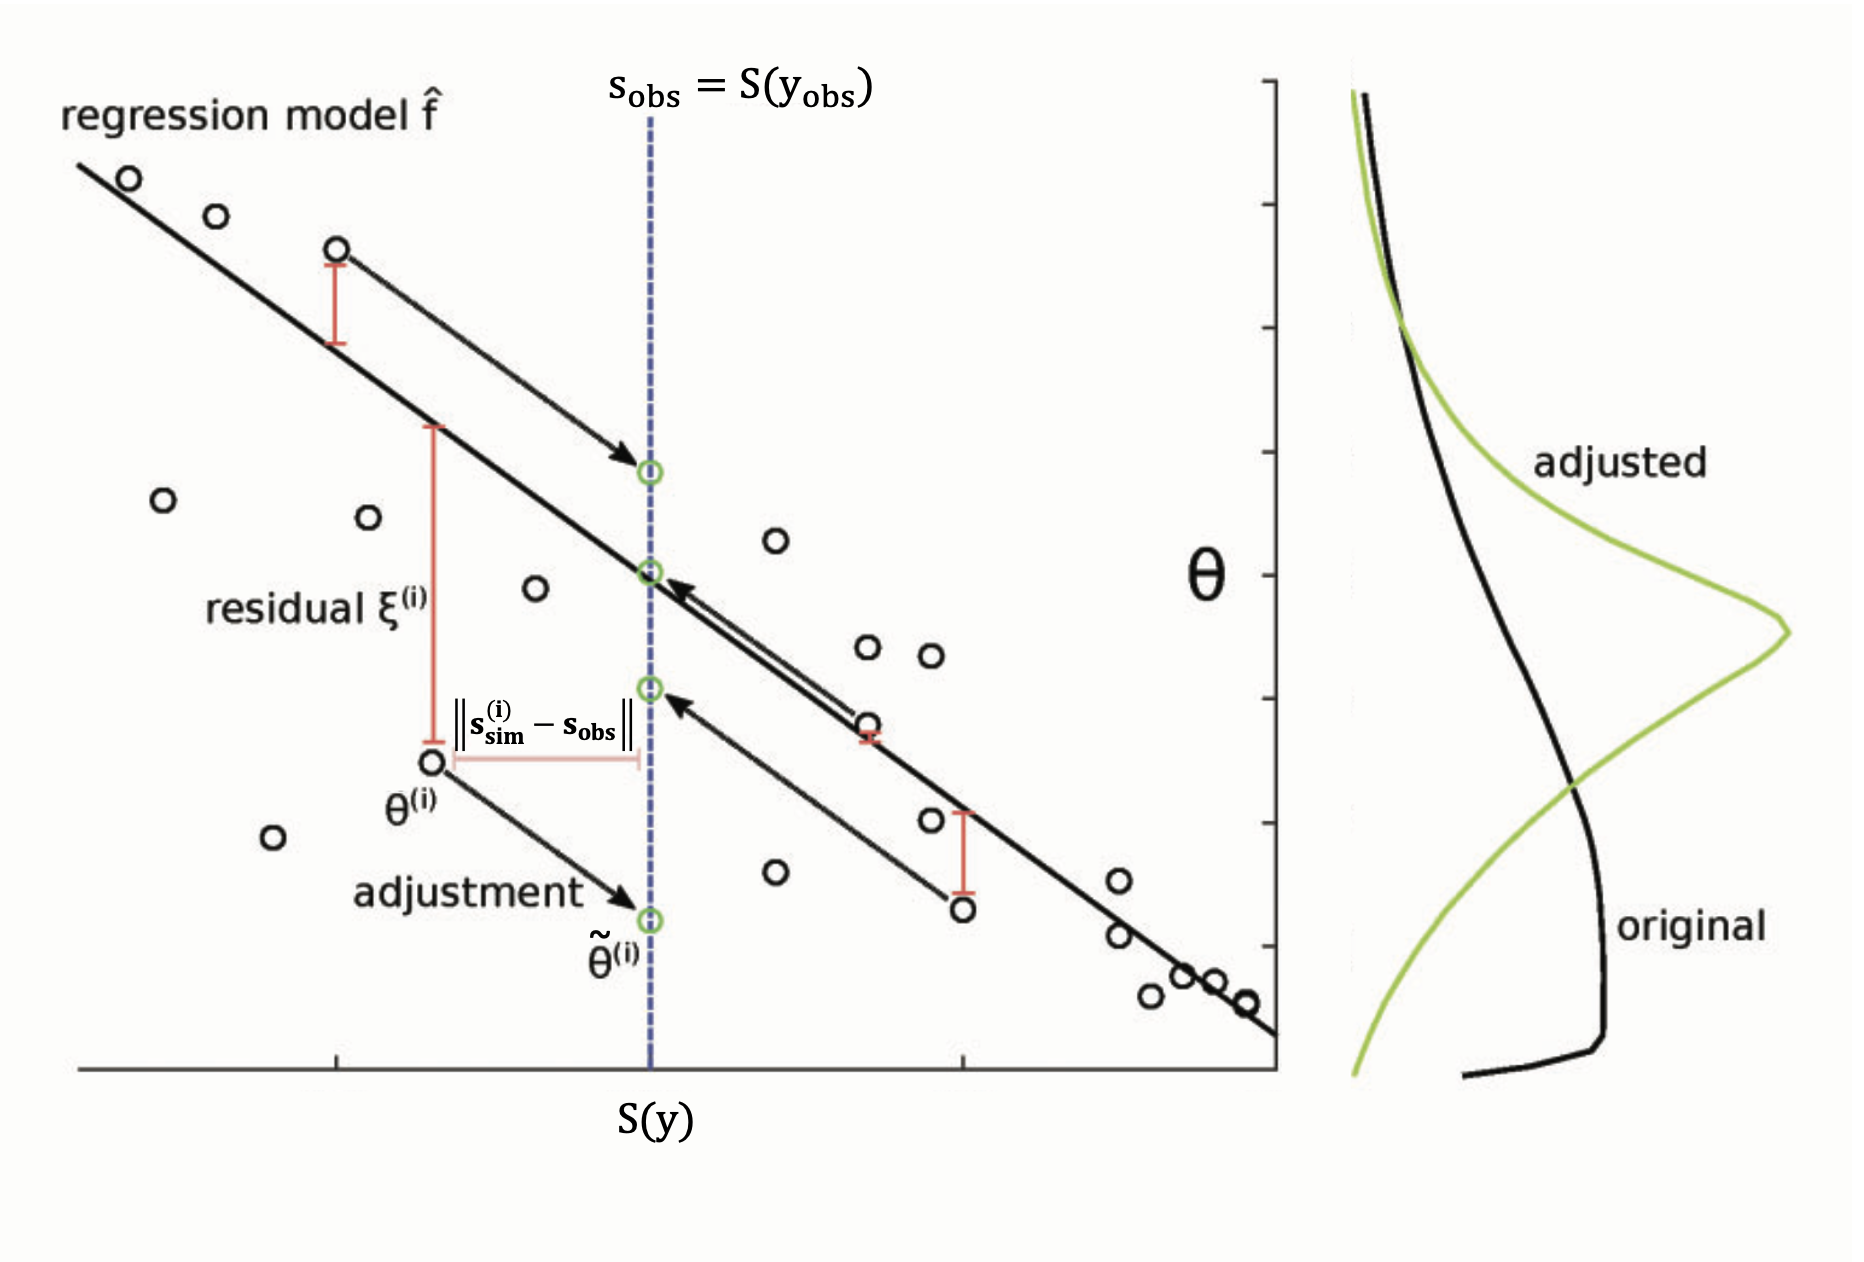 s_obs = S(y_obs)
regression model f̂
adjusted
θ
residual ξ^(i)
‖s_sim^(i) − s_obs‖
θ^(i)
adjustment
θ̃^(i)
original
S(y)